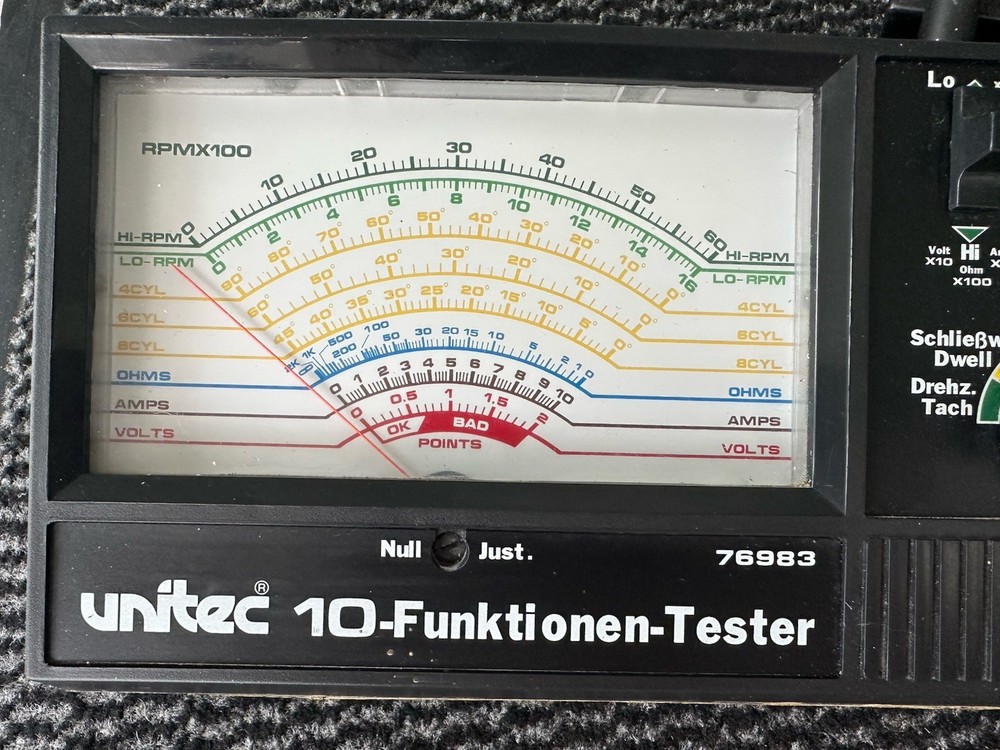 RPMX100
0 10 20 30 40 50 60
HI-RPM HI-RPM
LO-RPM LO-RPM
0 2 4 6 8 10 12 14 16
4CYL 90° 80° 70° 60° 50° 40° 30° 20° 10° 0° 4CYL
6CYL 60° 50° 40° 30° 20° 10° 0° 6CYL
8CYL 45° 40° 35° 30° 25° 20° 15° 10° 5° 0° 8CYL
OHMS 2K 1K 500 200 100 50 30 20 15 10 5 2 1 0 OHMS
AMPS 0 1 2 3 4 5 6 7 8 9 10 AMPS
VOLTS 0 0.5 1 1.5 2 VOLTS
OK BAD
POINTS
Null Just.
76983
unitec® 10-Funktionen-Tester
Lo
Volt X10
Hi
Ohm X100
Dwell
Drehz.
Tach